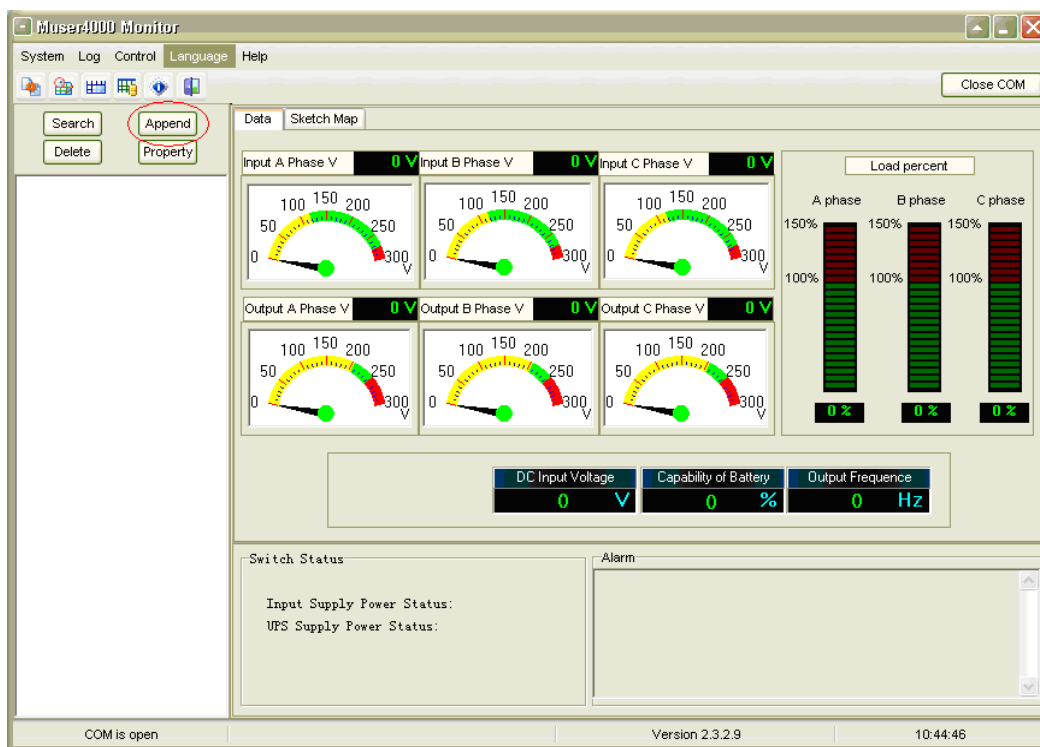 Muser4000 Monitor
System Log Control Language Help
Close COM
Search Append
Delete Property
Data Sketch Map
Input A Phase V 0 V Input B Phase V 0 V Input C Phase V 0 V
0 50 100 150 200 250 300 V
0 50 100 150 200 250 300 V
0 50 100 150 200 250 300 V
Output A Phase V 0 V Output B Phase V 0 V Output C Phase V 0 V
0 50 100 150 200 250 300 V
0 50 100 150 200 250 300 V
0 50 100 150 200 250 300 V
Load percent
A phase B phase C phase
150% 150% 150%
100% 100% 100%
0 % 0 % 0 %
DC Input Voltage Capability of Battery Output Frequence
0 V 0 % 0 Hz
Switch Status
Input Supply Power Status:
UPS Supply Power Status:
Alarm
COM is open Version 2.3.2.9 10:44:46